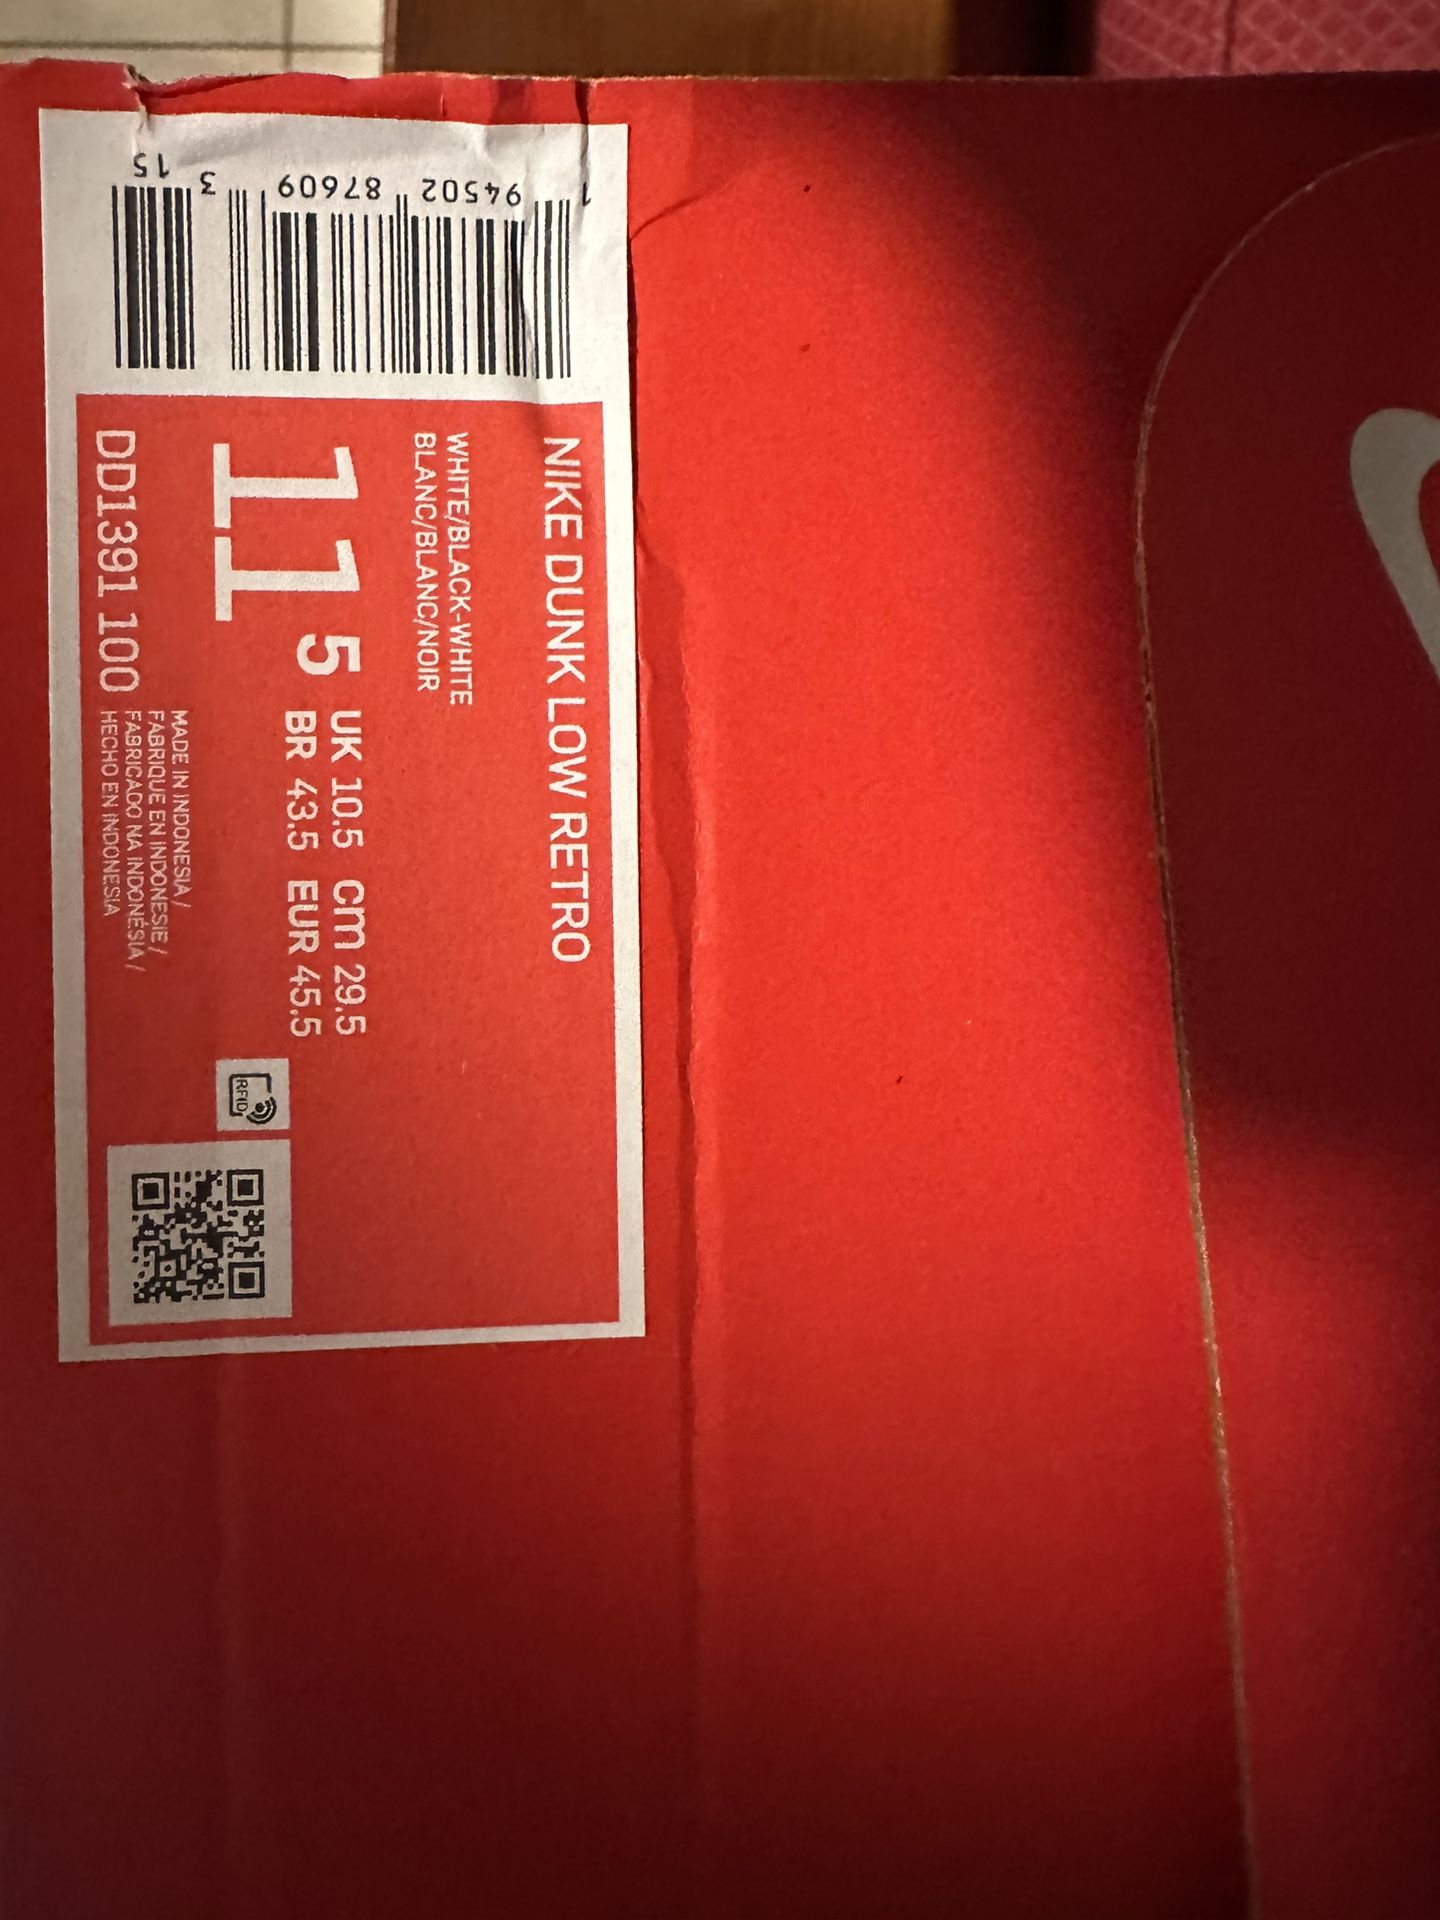 NIKE DUNK LOW RETRO
WHITE/BLACK-WHITE
BLANC/BLANC/NOIR
11 5
UK 10.5 cm 29.5
BR 43.5 EUR 45.5
DD1391 100
MADE IN INDONESIA /
FABRIQUE EN INDONESIE /
FABRICADO NA INDONÉSIA /
HECHO EN INDONESIA
RFID
1 94502 87609 3 15